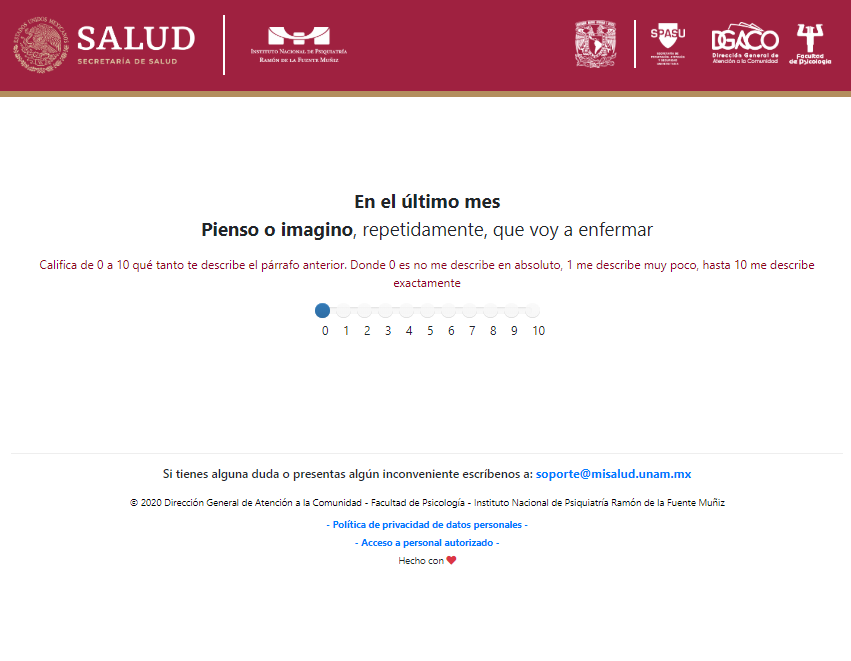 ESTADOS UNIDOS MEXICANOS
SALUD
SECRETARÍA DE SALUD
Instituto Nacional de Psiquiatría
Ramón de la Fuente Muñiz
SPASU
DGACO
Dirección General de
Atención a la Comunidad
Facultad
de Psicología
En el último mes
Pienso o imagino, repetidamente, que voy a enfermar
Califica de 0 a 10 qué tanto te describe el párrafo anterior. Donde 0 es no me describe en absoluto, 1 me describe muy poco, hasta 10 me describe
exactamente
0 1 2 3 4 5 6 7 8 9 10
Si tienes alguna duda o presentas algún inconveniente escríbenos a: soporte@misalud.unam.mx
© 2020 Dirección General de Atención a la Comunidad - Facultad de Psicología - Instituto Nacional de Psiquiatría Ramón de la Fuente Muñiz
- Política de privacidad de datos personales -
- Acceso a personal autorizado -
Hecho con